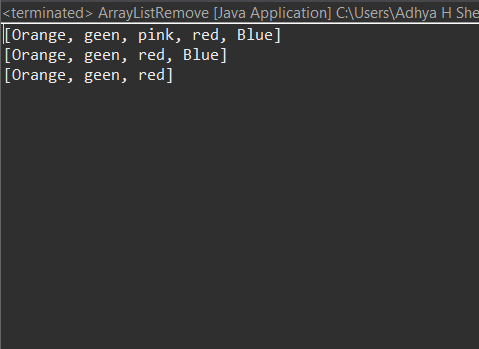 <terminated> ArrayListRemove [Java Application] C:\Users\Adhya H She
[Orange, geen, pink, red, Blue]
[Orange, geen, red, Blue]
[Orange, geen, red]